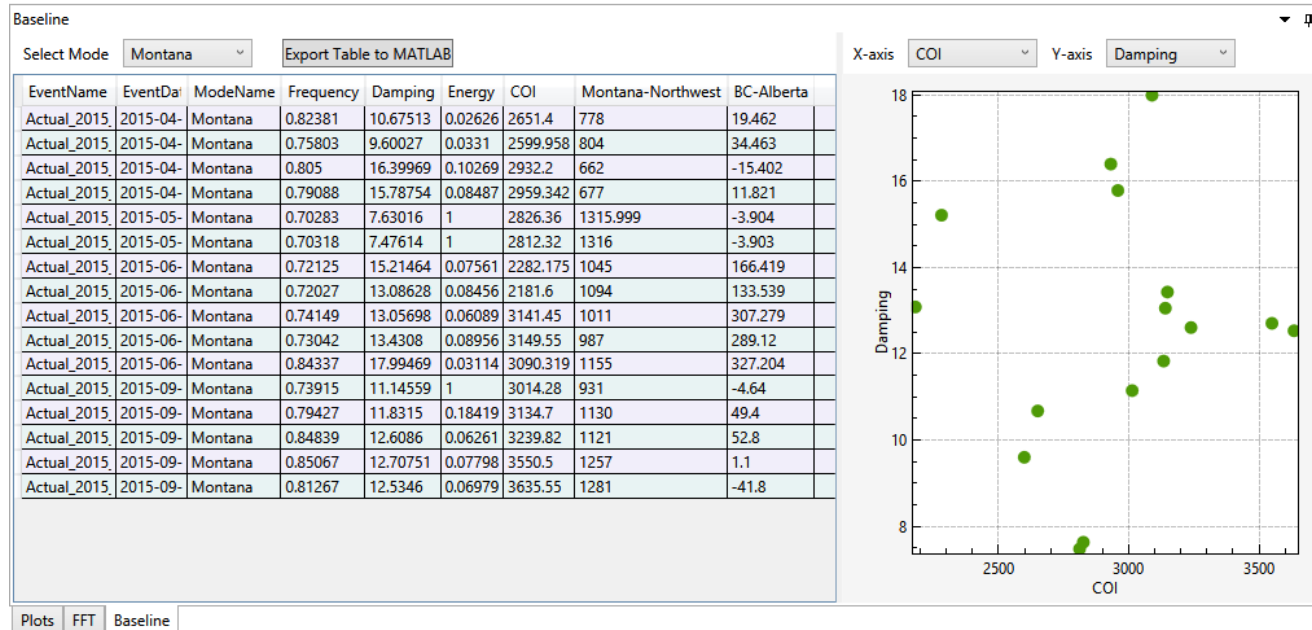 Baseline
Select Mode Montana Export Table to MATLAB X-axis COI Y-axis Damping
EventName EventDat ModeName Frequency Damping Energy COI Montana-Northwest BC-Alberta
Actual_2015_ 2015-04- Montana 0.82381 10.67513 0.02626 2651.4 778 19.462
Actual_2015_ 2015-04- Montana 0.75803 9.60027 0.0331 2599.958 804 34.463
Actual_2015_ 2015-04- Montana 0.805 16.39969 0.10269 2932.2 662 -15.402
Actual_2015_ 2015-04- Montana 0.79088 15.78754 0.08487 2959.342 677 11.821
Actual_2015_ 2015-05- Montana 0.70283 7.63016 1 2826.36 1315.999 -3.904
Actual_2015_ 2015-05- Montana 0.70318 7.47614 1 2812.32 1316 -3.903
Actual_2015_ 2015-06- Montana 0.72125 15.21464 0.07561 2282.175 1045 166.419
Actual_2015_ 2015-06- Montana 0.72027 13.08628 0.08456 2181.6 1094 133.539
Actual_2015_ 2015-06- Montana 0.74149 13.05698 0.06089 3141.45 1011 307.279
Actual_2015_ 2015-06- Montana 0.73042 13.4308 0.08956 3149.55 987 289.12
Actual_2015_ 2015-06- Montana 0.84337 17.99469 0.03114 3090.319 1155 327.204
Actual_2015_ 2015-09- Montana 0.73915 11.14559 1 3014.28 931 -4.64
Actual_2015_ 2015-09- Montana 0.79427 11.8315 0.18419 3134.7 1130 49.4
Actual_2015_ 2015-09- Montana 0.84839 12.6086 0.06261 3239.82 1121 52.8
Actual_2015_ 2015-09- Montana 0.85067 12.70751 0.07798 3550.5 1257 1.1
Actual_2015_ 2015-09- Montana 0.81267 12.5346 0.06979 3635.55 1281 -41.8
18
16
14
12
10
8
Damping
2500 3000 3500
COI
Plots FFT Baseline